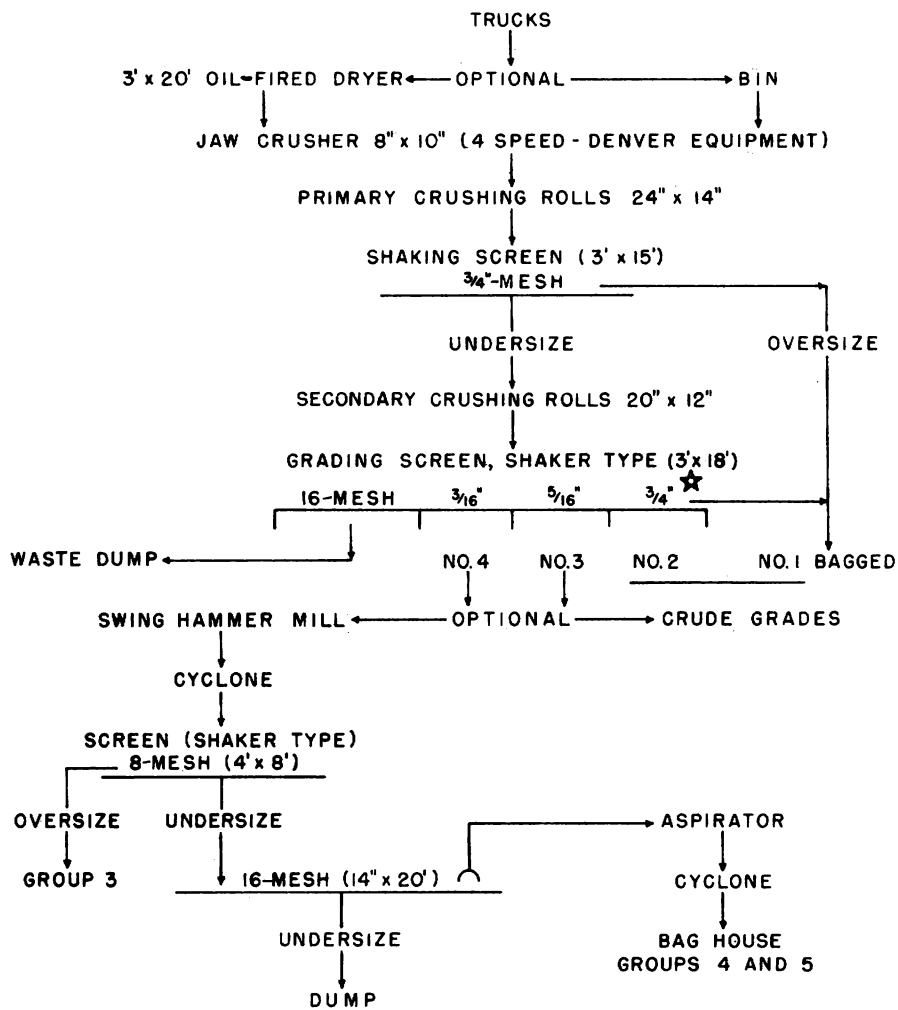 TRUCKS
3' x 20' OIL-FIRED DRYER OPTIONAL BIN
JAW CRUSHER 8" x 10" (4 SPEED - DENVER EQUIPMENT)
PRIMARY CRUSHING ROLLS 24" x 14"
SHAKING SCREEN (3' x 15')
3/4"-MESH
UNDERSIZE OVERSIZE
SECONDARY CRUSHING ROLLS 20" x 12"
GRADING SCREEN, SHAKER TYPE (3' x 18')
16-MESH 3/16" 5/16" 3/4"
WASTE DUMP NO. 4 NO. 3 NO. 2 NO. 1 BAGGED
SWING HAMMER MILL OPTIONAL CRUDE GRADES
CYCLONE
SCREEN (SHAKER TYPE)
8-MESH (4' x 8')
OVERSIZE UNDERSIZE ASPIRATOR
GROUP 3 16-MESH (14" x 20') CYCLONE
UNDERSIZE BAG HOUSE
GROUPS 4 AND 5
DUMP